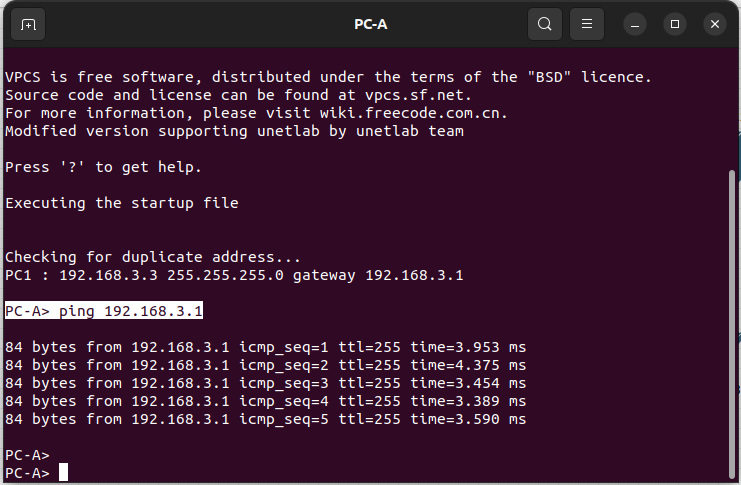 PC-A
VPCS is free software, distributed under the terms of the "BSD" licence.
Source code and license can be found at vpcs.sf.net.
For more information, please visit wiki.freecode.com.cn.
Modified version supporting unetlab by unetlab team
Press '?' to get help.
Executing the startup file
Checking for duplicate address...
PC1 : 192.168.3.3 255.255.255.0 gateway 192.168.3.1
PC-A> ping 192.168.3.1
84 bytes from 192.168.3.1 icmp_seq=1 ttl=255 time=3.953 ms
84 bytes from 192.168.3.1 icmp_seq=2 ttl=255 time=4.375 ms
84 bytes from 192.168.3.1 icmp_seq=3 ttl=255 time=3.454 ms
84 bytes from 192.168.3.1 icmp_seq=4 ttl=255 time=3.389 ms
84 bytes from 192.168.3.1 icmp_seq=5 ttl=255 time=3.590 ms
PC-A>
PC-A>